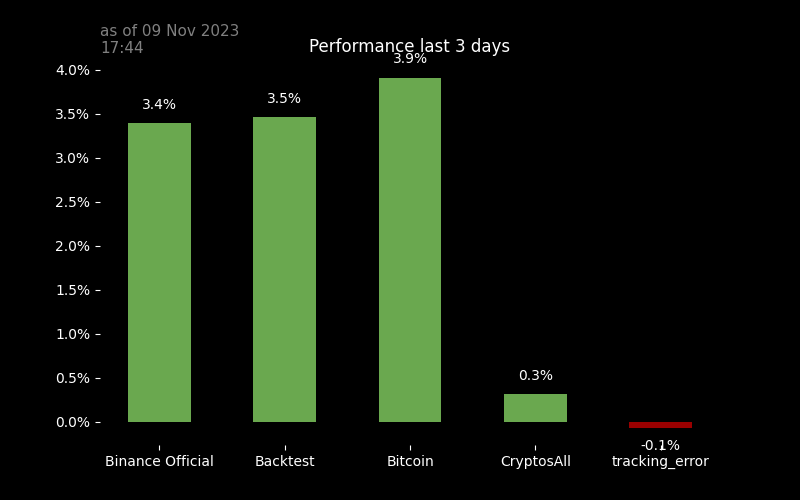 as of 09 Nov 2023
17:44
Performance last 3 days
4.0%
3.5%
3.0%
2.5%
2.0%
1.5%
1.0%
0.5%
0.0%
3.4%
3.5%
3.9%
0.3%
-0.1%
Binance Official
Backtest
Bitcoin
CryptosAll
tracking_error